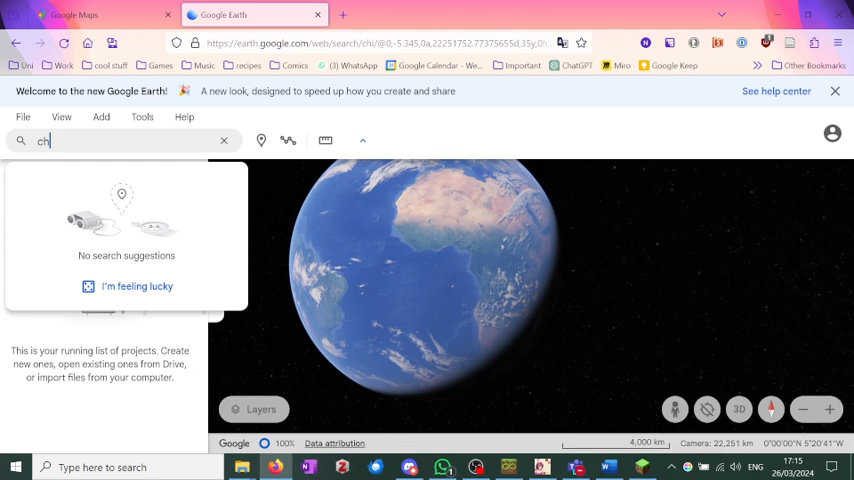 Google Maps
Google Earth
https://earth.google.com/web/search/chi/@0,-5.345,0a,22251752.77375655d,35y,0h
Uni Work cool stuff Games Music recipes Comics (3) WhatsApp Google Calendar - We... Important ChatGPT Miro Google Keep Other Bookmarks
Welcome to the new Google Earth! A new look, designed to speed up how you create and share See help center
File View Add Tools Help
ch
No search suggestions
I'm feeling lucky
This is your running list of projects. Create
new ones, open existing ones from Drive,
or import files from your computer.
Layers
3D
Google 100% Data attribution 4,000 km Camera: 22,251 km 0°00'00"N 5°20'41"W
Type here to search
ENG
17:15
26/03/2024